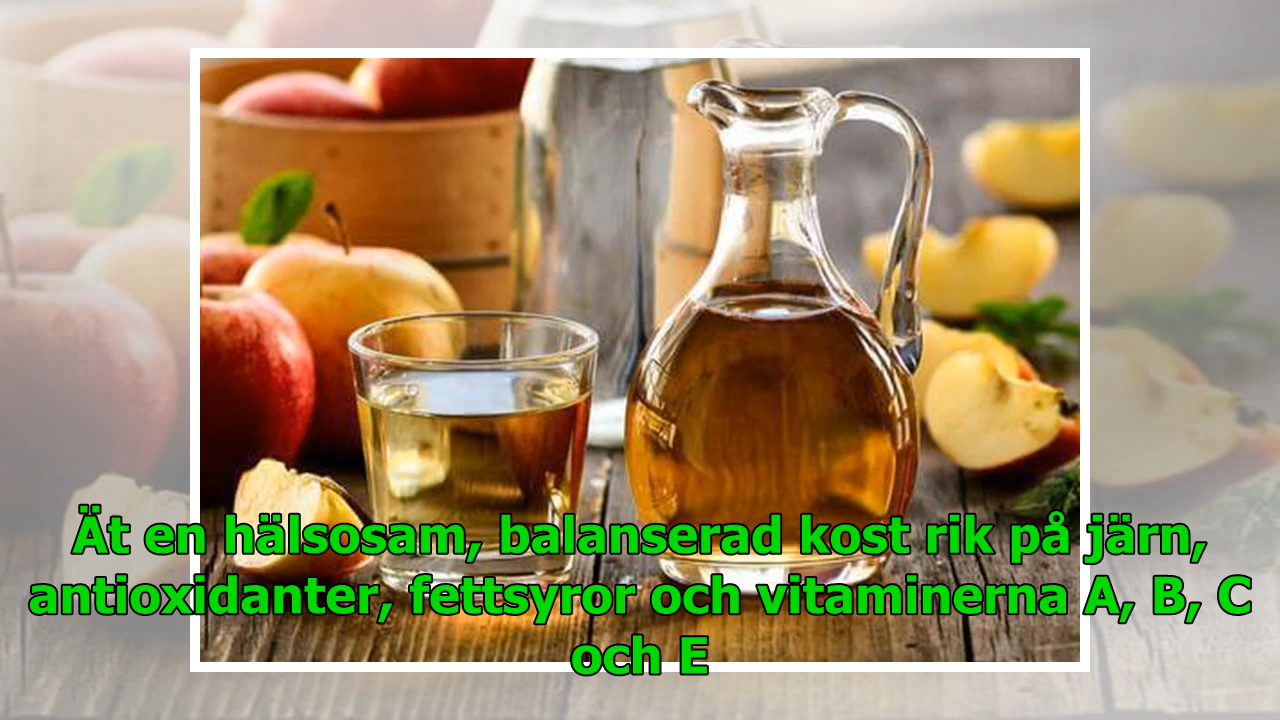 Ät en hälsosam, balanserad kost rik på järn,
antioxidanter, fettsyror och vitaminerna A, B, C
och E